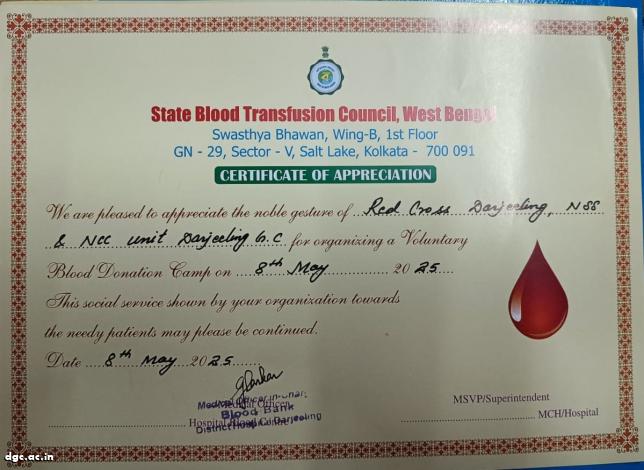 State Blood Transfusion Council, West Bengal
Swasthya Bhawan, Wing-B, 1st Floor
GN - 29, Sector - V, Salt Lake, Kolkata - 700 091
CERTIFICATE OF APPRECIATION
We are pleased to appreciate the noble gesture of Red Cross Darjeeling, NSS
& NCC unit Darjeeling G.C for organizing a Voluntary
Blood Donation Camp on 8th May 2025
This social service shown by your organization towards
the needy patients may please be continued.
Date 8th May 2025
Medical Officer
Medical Officer In-Charge
Blood Bank
Hospital
District Hospital Darjeeling
MSVP/Superintendent
MCH/Hospital
dgc.ac.in